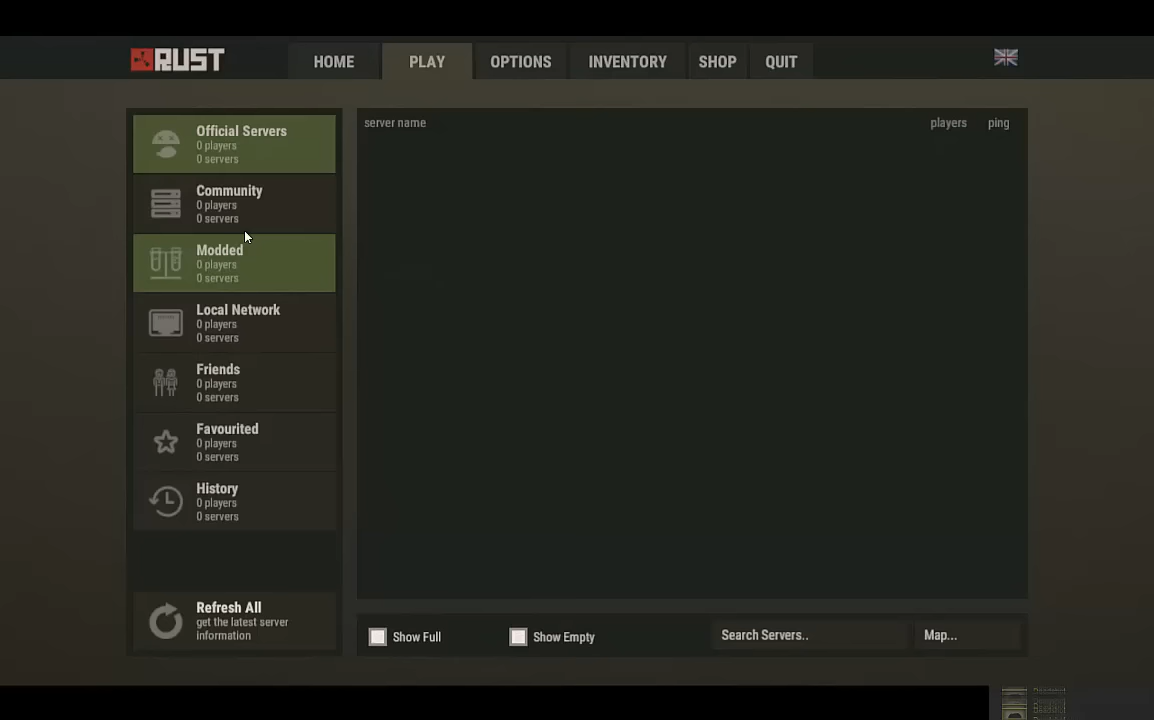 RUST
HOME
PLAY
OPTIONS
INVENTORY
SHOP
QUIT
Official Servers
0 players
0 servers
Community
0 players
0 servers
Modded
0 players
0 servers
Local Network
0 players
0 servers
Friends
0 players
0 servers
Favourited
0 players
0 servers
History
0 players
0 servers
Refresh All
get the latest server
information
server name
players
ping
Show Full
Show Empty
Search Servers..
Map...